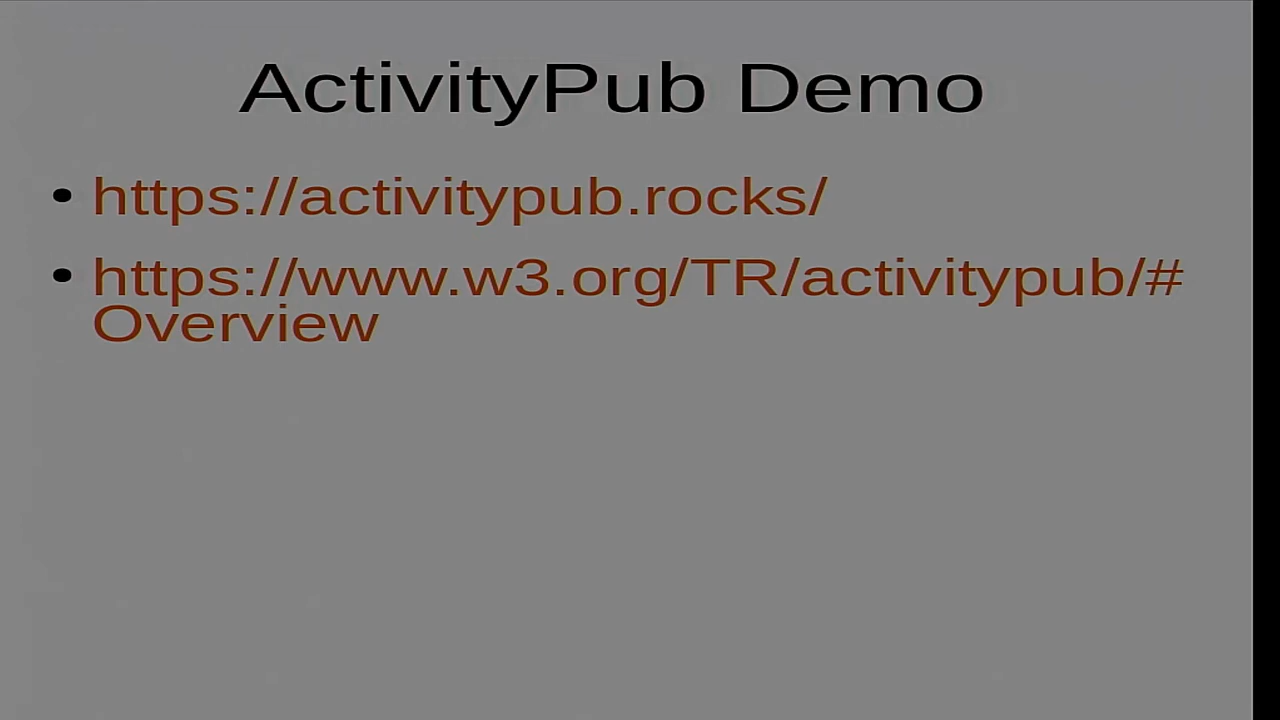 ActivityPub Demo
• https://activitypub.rocks/
• https://www.w3.org/TR/activitypub/#
Overview